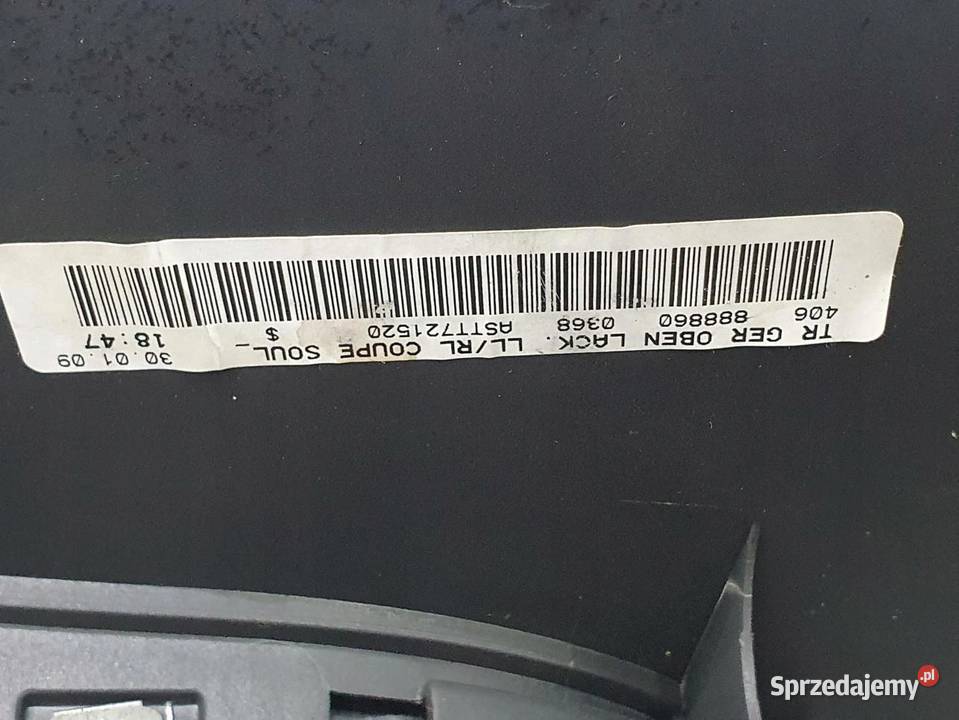 TR GER OBEN LACK. LL/RL COUPE SOUL_
406 888860 0368 ASTT721520 $ 18:47 30.01.09
Sprzedajemy.pl